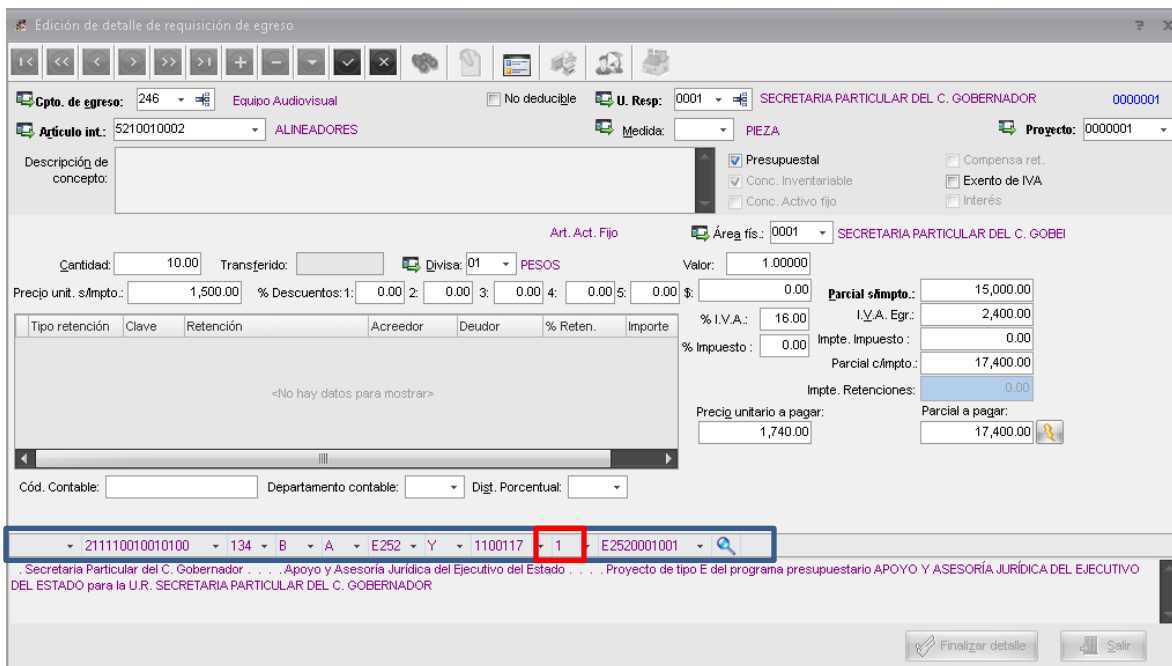 Edición de detalle de requisición de egreso
Cpto. de egreso: 246 Equipo Audiovisual No deducible U. Resp: 0001 SECRETARIA PARTICULAR DEL C. GOBERNADOR 0000001
Artículo int.: 5210010002 ALINEADORES Medida: PIEZA Proyecto: 0000001
Descripción de concepto: Presupuestal Compensa ret.
Conc. Inventariable Exento de IVA
Conc. Activo fijo Interés
Art. Act. Fijo Área fís.: 0001 SECRETARIA PARTICULAR DEL C. GOBEI
Cantidad: 10.00 Transferido: Divisa: 01 PESOS Valor: 1.00000
Precio unit. s/Impto.: 1,500.00 % Descuentos: 1: 0.00 2: 0.00 3: 0.00 4: 0.00 5: 0.00 $: 0.00 Parcial s/impto.: 15,000.00
Tipo retención Clave Retención Acreedor Deudor % Reten. Importe % I.V.A.: 16.00 I.V.A. Egr.: 2,400.00
% Impuesto : 0.00 Impte. Impuesto : 0.00
Parcial c/impto.: 17,400.00
<No hay datos para mostrar> Impte. Retenciones: 0.00
Precio unitario a pagar: Parcial a pagar:
1,740.00 17,400.00
Cód. Contable: Departamento contable: Dist. Porcentual:
211110010010100 134 B A E252 Y 1100117 1 E2520001001
. Secretaria Particular del C. Gobernador . . . . . Apoyo y Asesoría Jurídica del Ejecutivo del Estado . . . . Proyecto de tipo E del programa presupuestario APOYO Y ASESORÍA JURÍDICA DEL EJECUTIVO
DEL ESTADO para la U.R. SECRETARIA PARTICULAR DEL C. GOBERNADOR
Finalizar detalle Salir